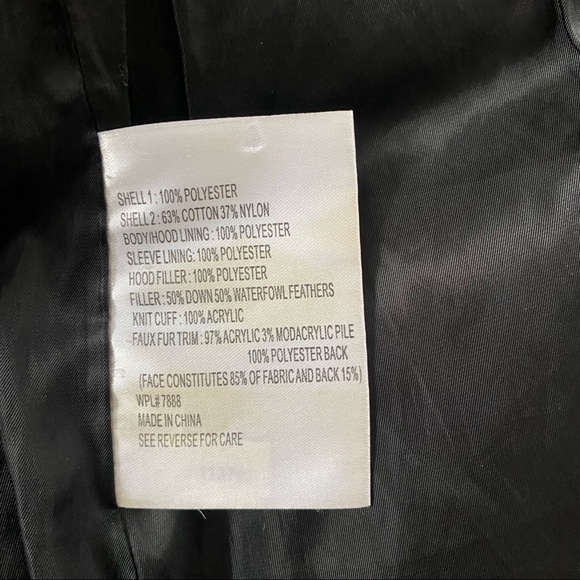 SHELL 1 : 100% POLYESTER
SHELL 2 : 63% COTTON 37% NYLON
BODY/HOOD LINING : 100% POLYESTER
SLEEVE LINING: 100% POLYESTER
HOOD FILLER : 100% POLYESTER
FILLER : 50% DOWN 50% WATERFOWL FEATHERS
KNIT CUFF : 100% ACRYLIC
FAUX FUR TRIM : 97% ACRYLIC 3% MODACRYLIC PILE
100% POLYESTER BACK
(FACE CONSTITUTES 85% OF FABRIC AND BACK 15%)
WPL# 7888
MADE IN CHINA
SEE REVERSE FOR CARE